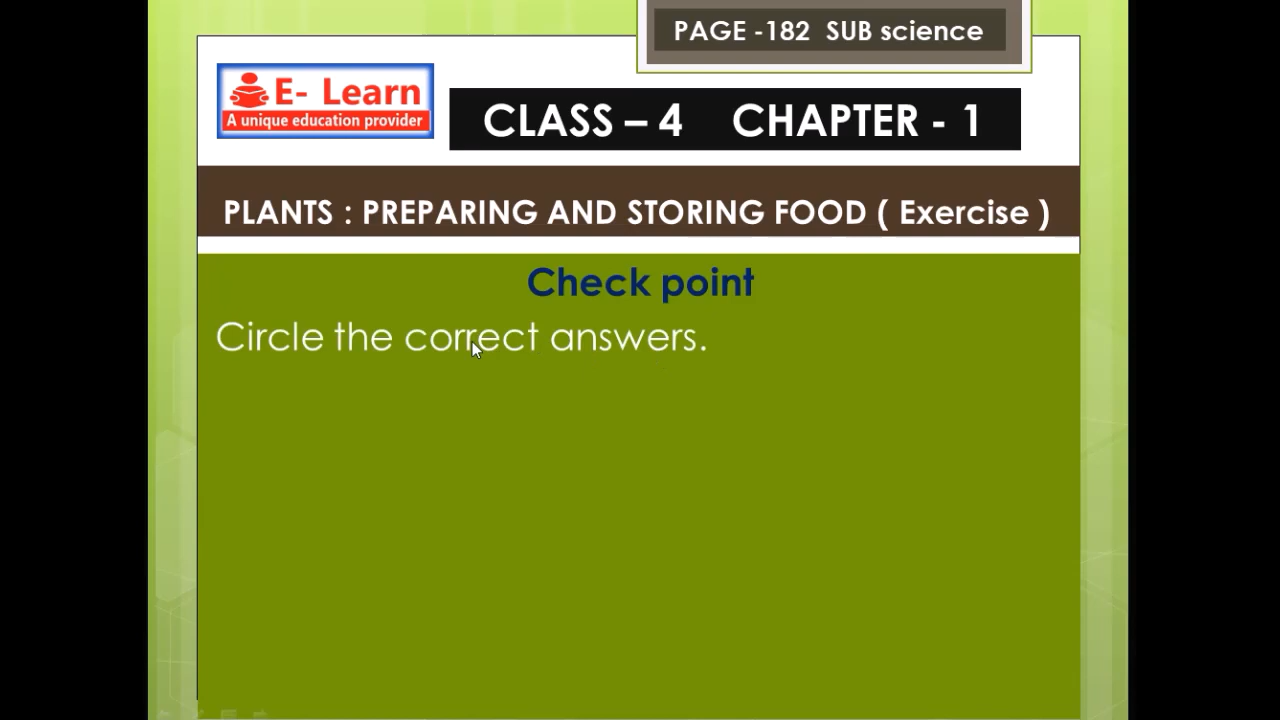 PAGE -182 SUB science
E- Learn
A unique education provider
CLASS – 4 CHAPTER - 1
PLANTS : PREPARING AND STORING FOOD ( Exercise )
Check point
Circle the correct answers.